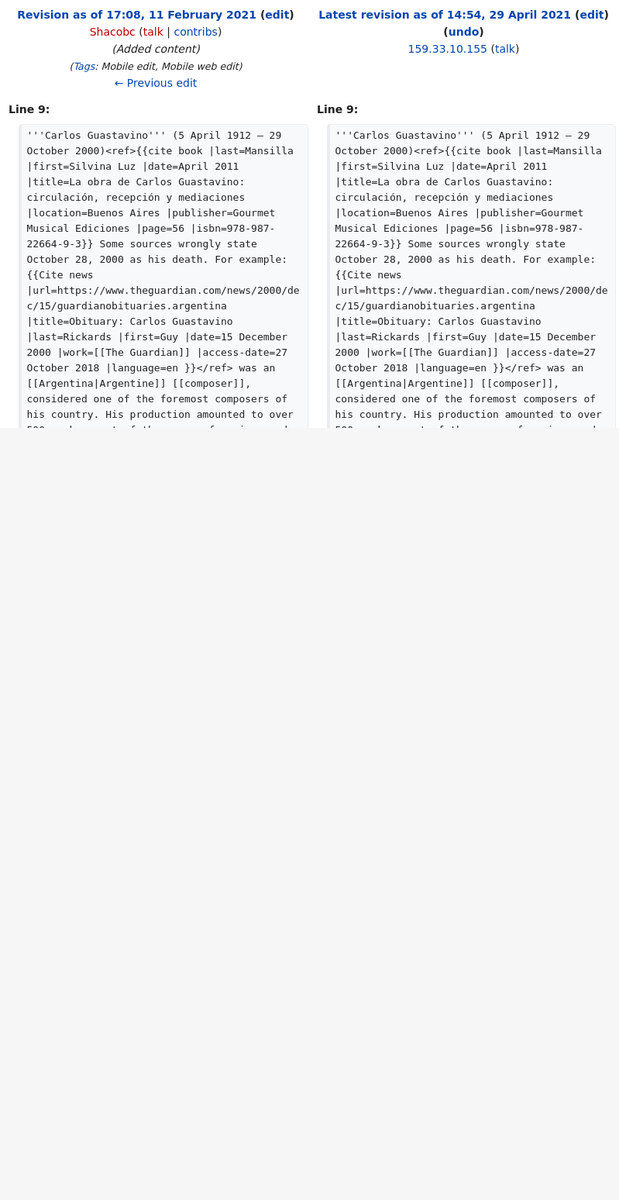 Revision as of 17:08, 11 February 2021 (edit)
Shacobc (talk | contribs)
(Added content)
(Tags: Mobile edit, Mobile web edit)
← Previous edit
Latest revision as of 14:54, 29 April 2021 (edit)
(undo)
159.33.10.155 (talk)
Line 9:
'''Carlos Guastavino''' (5 April 1912 – 29
October 2000)<ref>{{cite book |last=Mansilla
|first=Silvina Luz |date=April 2011
|title=La obra de Carlos Guastavino:
circulación, recepción y mediaciones
|location=Buenos Aires |publisher=Gourmet
Musical Ediciones |page=56 |isbn=978-987-
22664-9-3}} Some sources wrongly state
October 28, 2000 as his death. For example:
{{Cite news
|url=https://www.theguardian.com/news/2000/de
c/15/guardianobituaries.argentina
|title=Obituary: Carlos Guastavino
|last=Rickards |first=Guy |date=15 December
2000 |work=[[The Guardian]] |access-date=27
October 2018 |language=en }}</ref> was an
[[Argentina|Argentine]] [[composer]],
considered one of the foremost composers of
his country. His production amounted to over
Line 9:
'''Carlos Guastavino''' (5 April 1912 – 29
October 2000)<ref>{{cite book |last=Mansilla
|first=Silvina Luz |date=April 2011
|title=La obra de Carlos Guastavino:
circulación, recepción y mediaciones
|location=Buenos Aires |publisher=Gourmet
Musical Ediciones |page=56 |isbn=978-987-
22664-9-3}} Some sources wrongly state
October 28, 2000 as his death. For example:
{{Cite news
|url=https://www.theguardian.com/news/2000/de
c/15/guardianobituaries.argentina
|title=Obituary: Carlos Guastavino
|last=Rickards |first=Guy |date=15 December
2000 |work=[[The Guardian]] |access-date=27
October 2018 |language=en }}</ref> was an
[[Argentina|Argentine]] [[composer]],
considered one of the foremost composers of
his country. His production amounted to over